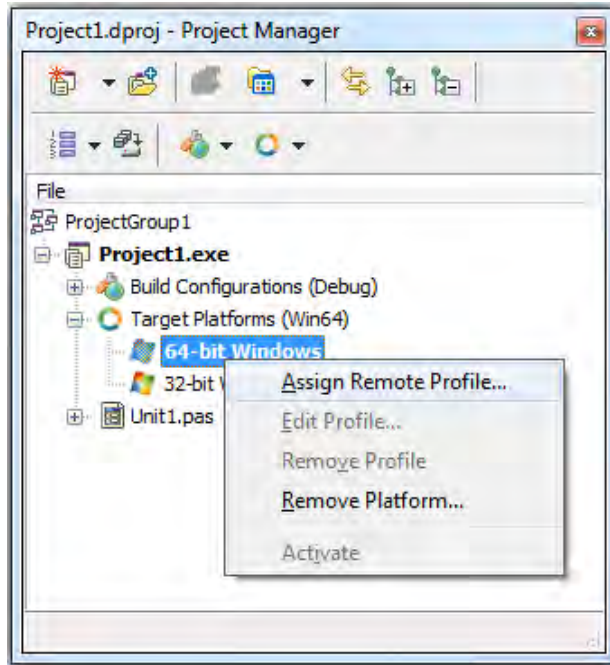 Project1.dproj - Project Manager
File
ProjectGroup1
Project1.exe
Build Configurations (Debug)
Target Platforms (Win64)
64-bit Windows
32-bit
Unit1.pas
Assign Remote Profile...
Edit Profile...
Remove Profile
Remove Platform...
Activate